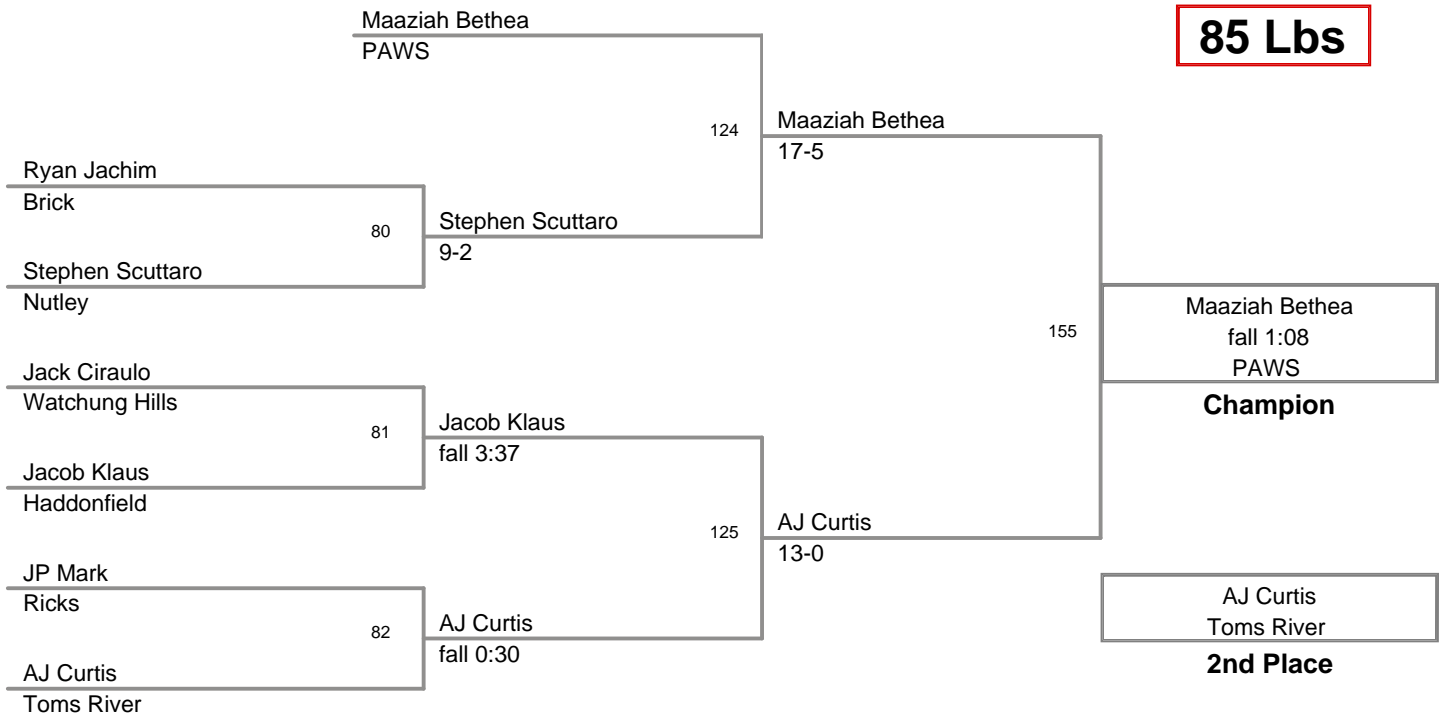 Maaziah Bethea
PAWS
85 Lbs
124
Maaziah Bethea
17-5
Ryan Jachim
Brick
80
Stephen Scuttaro
9-2
Stephen Scuttaro
Nutley
155
Maaziah Bethea
fall 1:08
PAWS
Champion
Jack Ciraulo
Watchung Hills
81
Jacob Klaus
fall 3:37
Jacob Klaus
Haddonfield
125
AJ Curtis
13-0
JP Mark
Ricks
82
AJ Curtis
fall 0:30
AJ Curtis
Toms River
AJ Curtis
Toms River
2nd Place